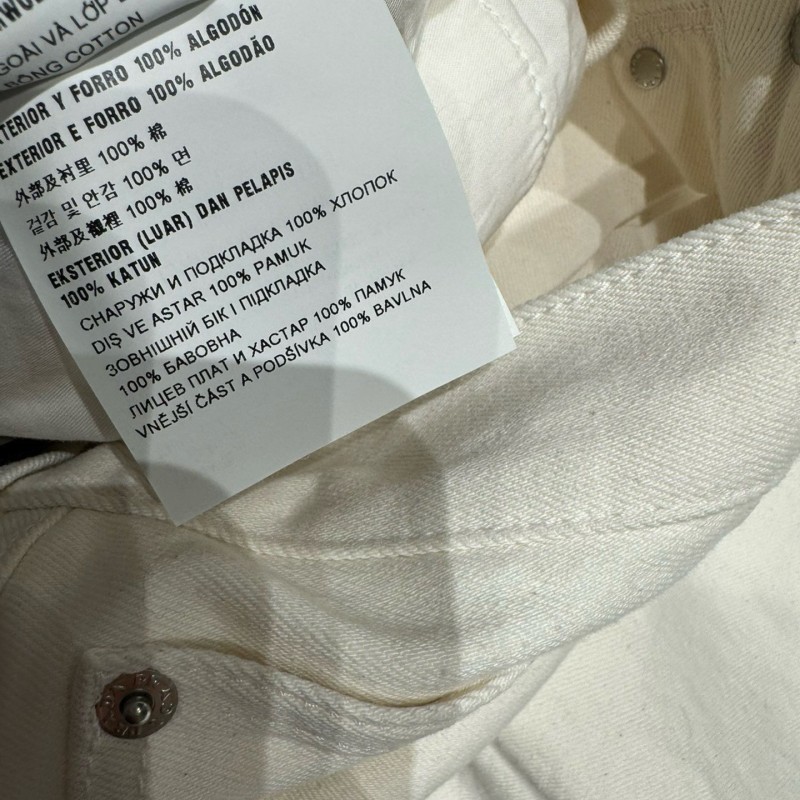 GOÀI VÀ LỚP
BÔNG COTTON
TERIOR Y FORRO 100% ALGODÓN
EXTERIOR E FORRO 100% ALGODÃO
外部及衬里 100% 棉
겉감 및 안감 100% 면
外部及襯裡 100% 棉
EKSTERIOR (LUAR) DAN PELAPIS
100% KATUN
СНАРУЖИ И ПОДКЛАДКА 100% ХЛОПОК
DIŞ VE ASTAR 100% PAMUK
ЗОВНІШНІЙ БІК І ПІДКЛАДКА
100% БАВОВНА
ЛИЦЕВ ПЛАТ И ХАСТАР 100% ПАМУК
VNĚJŠÍ ČÁST A PODŠÍVKA 100% BAVLNA